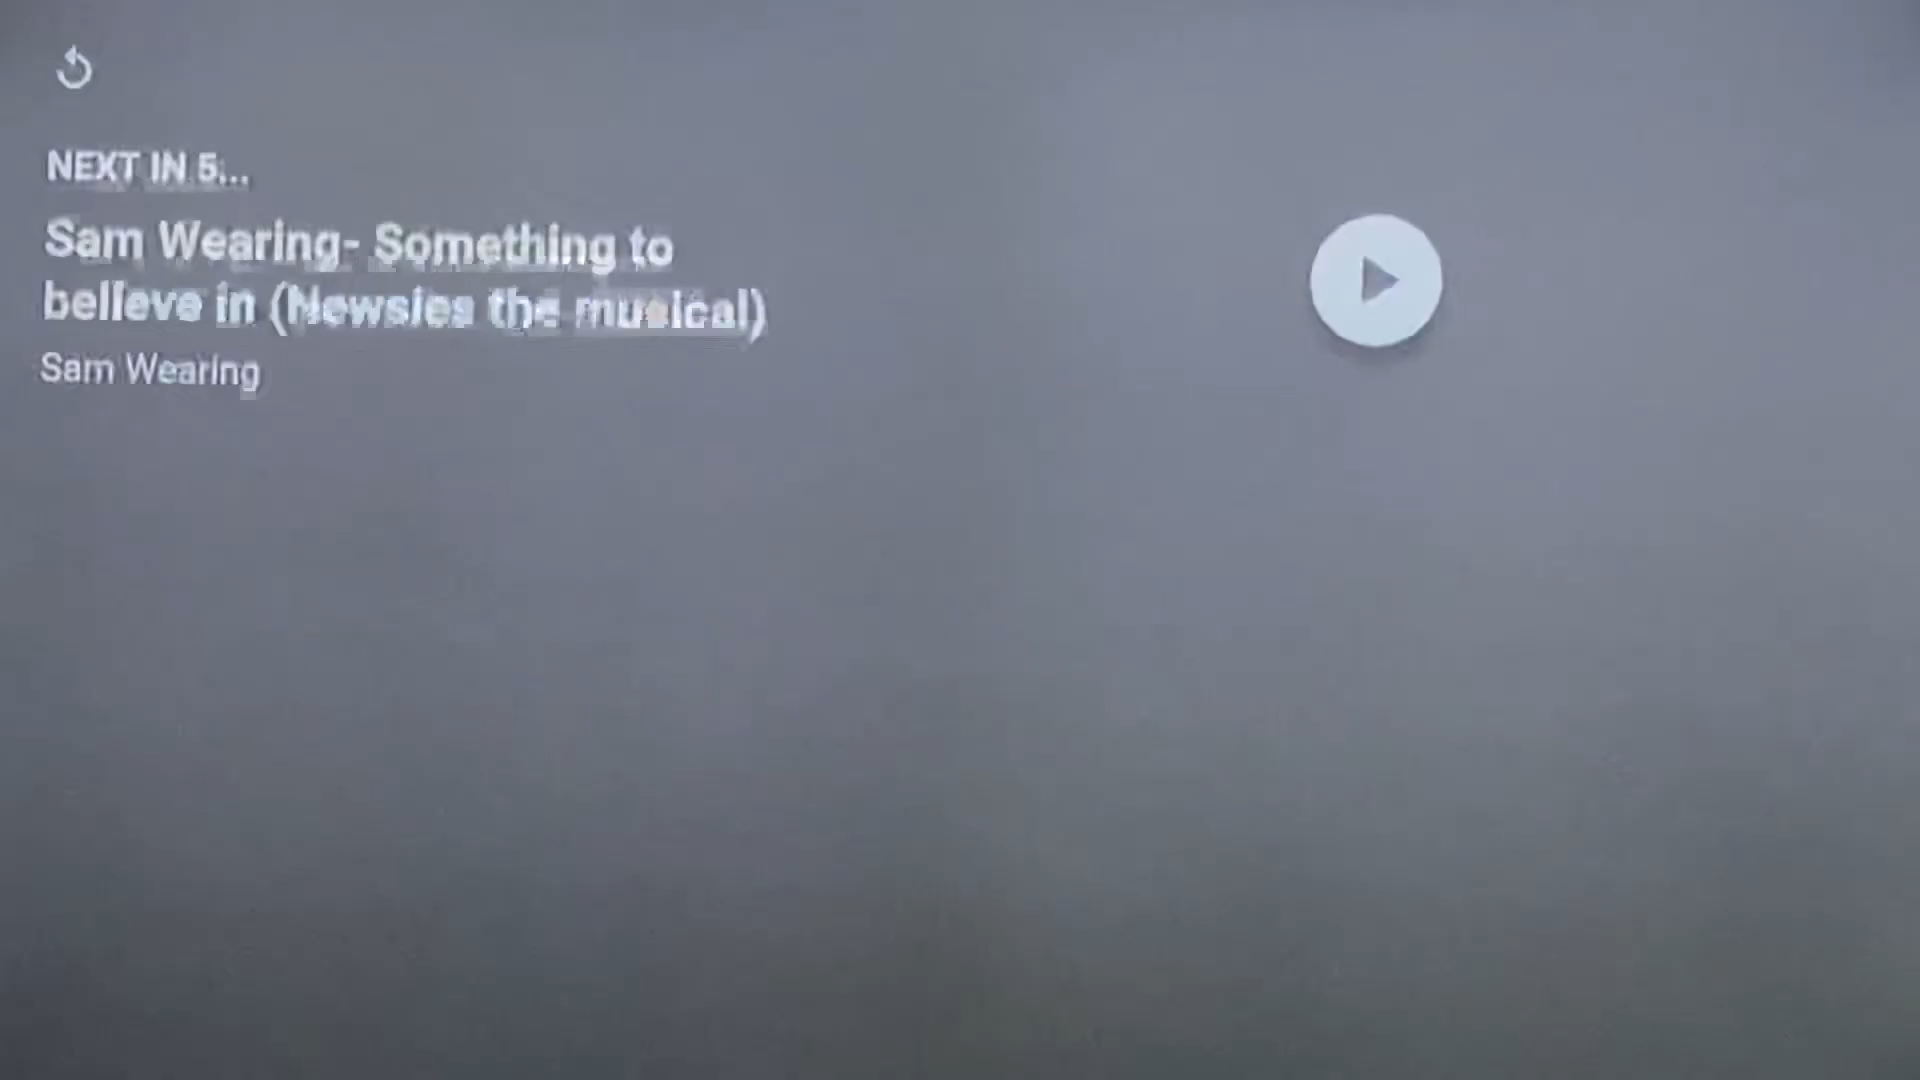 NEXT IN 5...
Sam Wearing- Something to
believe in (Newsies the musical)
Sam Wearing